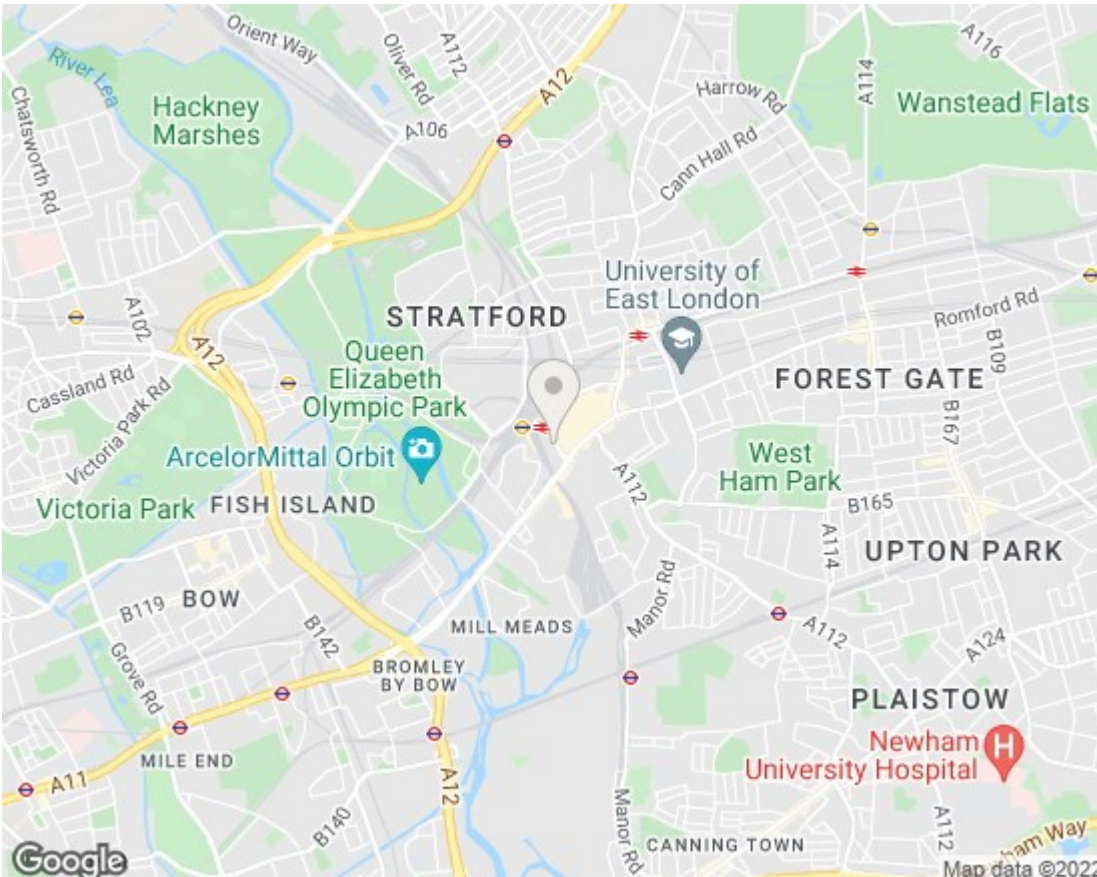 Orient Way
Oliver Rd
A112
A12
A116
A114
River Lea
Hackney
Marshes
Harrow Rd
Wanstead Flats
Chatsworth Rd
A106
Cann Hall Rd
University of
East London
A102
STRATFORD
Romford Rd
A12
Queen
Elizabeth
Olympic Park
B109
Cassland Rd
FOREST GATE
Victoria Park Rd
B167
ArcelorMittal Orbit
West
Ham Park
A112
Victoria Park
FISH ISLAND
B165
A114
UPTON PARK
B119
BOW
Manor Rd
B142
MILL MEADS
A112
A124
Grove Rd
BROMLEY
BY BOW
PLAISTOW
Newham
University Hospital
MILE END
A11
A12
Manor Rd
A112
B140
CANNING TOWN
ham Way
Google
Map data ©2022